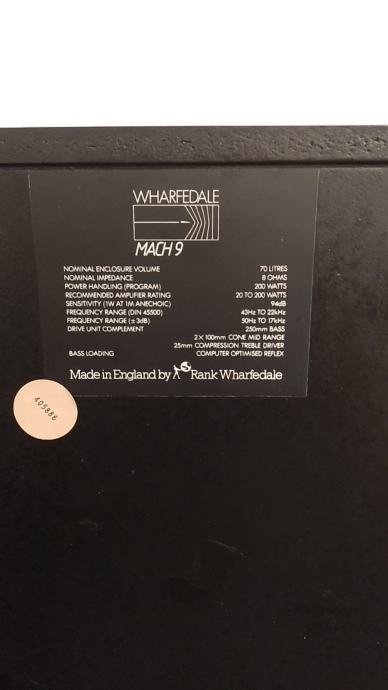 WHARFEDALE
MACH 9
NOMINAL ENCLOSURE VOLUME 70 LITRES
NOMINAL IMPEDANCE 8 OHMS
POWER HANDLING (PROGRAM) 200 WATTS
RECOMMENDED AMPLIFIER RATING 20 TO 200 WATTS
SENSITIVITY (1W AT 1M ANECHOIC) 94dB
FREQUENCY RANGE (DIN 45500) 43Hz TO 22kHz
FREQUENCY RANGE (±3dB) 50Hz TO 17kHz
DRIVE UNIT COMPLEMENT 250mm BASS
2 X 100mm CONE MID RANGE
25mm COMPRESSION TREBLE DRIVER
BASS LOADING COMPUTER OPTIMISED REFLEX
Made in England by Rank Wharfedale
405886